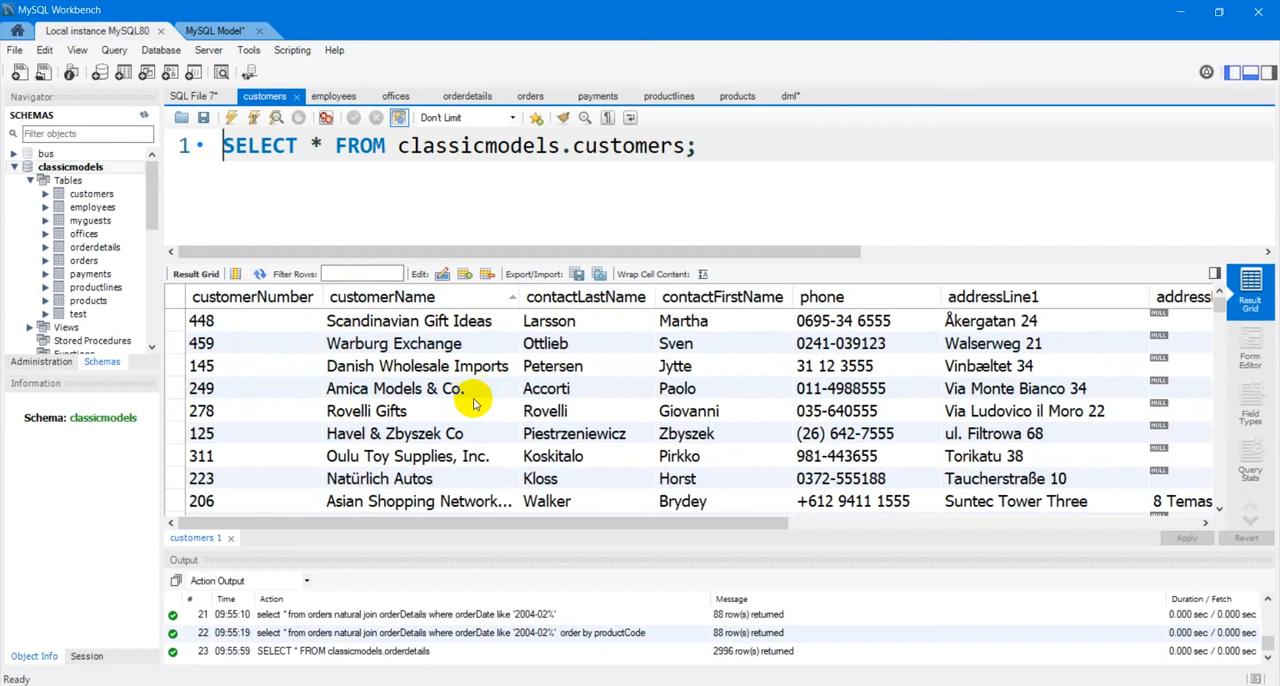 MySQL Workbench
Local instance MySQL80 MySQL Model*
File Edit View Query Database Server Tools Scripting Help
Navigator
SCHEMAS
Filter objects
bus
classicmodels
Tables
customers
employees
myguests
offices
orderdetails
orders
payments
productlines
products
test
Views
Stored Procedures
Administration Schemas
Information
Schema: classicmodels
Object Info Session
Ready
SQL File 7* customers employees offices orderdetails orders payments productlines products dml*
Don't Limit
1 SELECT * FROM classicmodels.customers;
Result Grid Filter Rows: Edit: Export/Import: Wrap Cell Content:
customerNumber customerName contactLastName contactFirstName phone addressLine1
448 Scandinavian Gift Ideas Larsson Martha 0695-34 6555 Åkergatan 24 NULL
459 Warburg Exchange Ottlieb Sven 0241-039123 Walserweg 21 NULL
145 Danish Wholesale Imports Petersen Jytte 31 12 3555 Vinbæltet 34 NULL
249 Amica Models & Co. Accorti Paolo 011-4988555 Via Monte Bianco 34 NULL
278 Rovelli Gifts Rovelli Giovanni 035-640555 Via Ludovico il Moro 22 NULL
125 Havel & Zbyszek Co Piestrzeniewicz Zbyszek (26) 642-7555 ul. Filtrowa 68 NULL
311 Oulu Toy Supplies, Inc. Koskitalo Pirkko 981-443655 Torikatu 38 NULL
223 Natürlich Autos Kloss Horst 0372-555188 Taucherstraße 10 NULL
206 Asian Shopping Network... Walker Brydey +612 9411 1555 Suntec Tower Three 8 Temas
Result Grid
Form Editor
Field Types
Query Stats
customers 1
Apply Revert
Output
Action Output
# Time Action Message Duration / Fetch
21 09:55:10 select * from orders natural join orderDetails where orderDate like '2004-02%' 88 row(s) returned 0.000 sec / 0.000 sec
22 09:55:19 select * from orders natural join orderDetails where orderDate like '2004-02%' order by productCode 88 row(s) returned 0.000 sec / 0.000 sec
23 09:55:59 SELECT * FROM classicmodels.orderdetails 2996 row(s) returned 0.000 sec / 0.000 sec